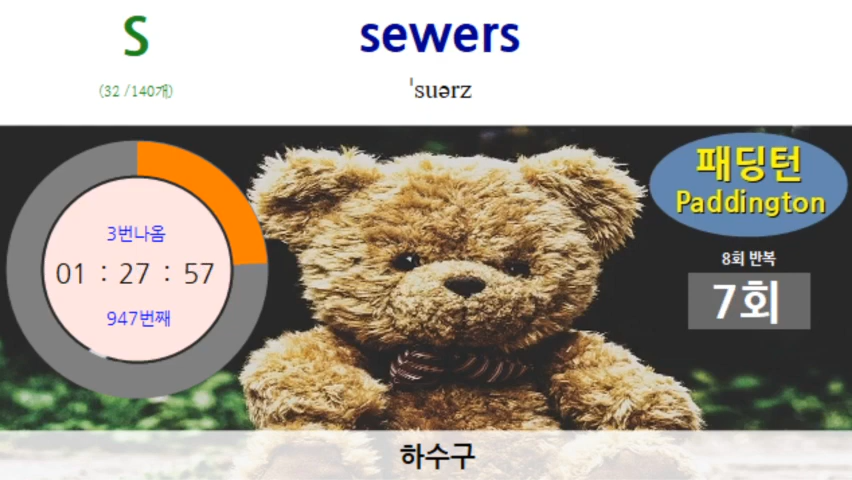 S
(32 /140개)
sewers
ˈsuərz
3번나옴
01 : 27 : 57
947번째
패딩턴
Paddington
8회 반복
7회
하수구